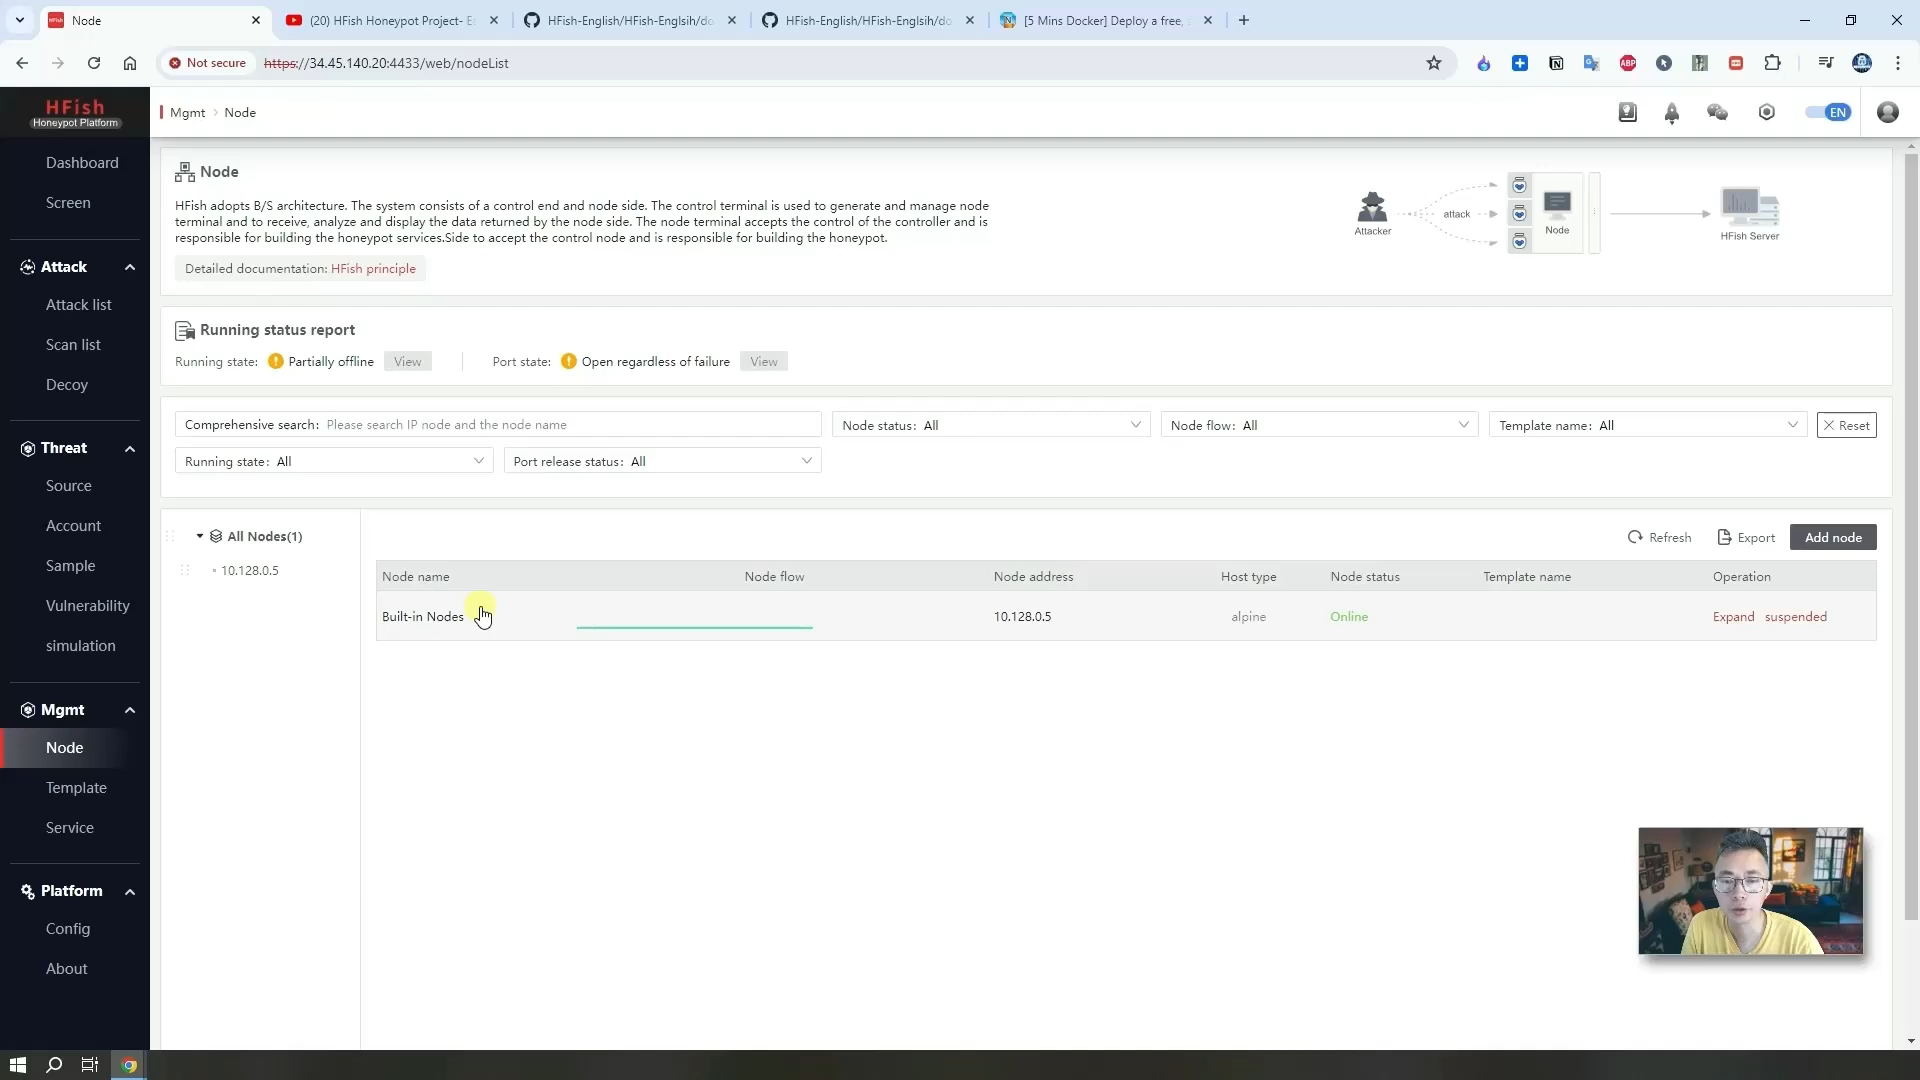 Node
(20) HFish Honeypot Project- E
HFish-English/HFish-Englsih/do
HFish-English/HFish-Englsih/do
[5 Mins Docker] Deploy a free,
Not secure
https://34.45.140.20:4433/web/nodeList
HFish
Honeypot Platform
Mgmt > Node
EN
Dashboard
Screen
Attack
Attack list
Scan list
Decoy
Threat
Source
Account
Sample
Vulnerability
simulation
Mgmt
Node
Template
Service
Platform
Config
About
Node
HFish adopts B/S architecture. The system consists of a control end and node side. The control terminal is used to generate and manage node
terminal and to receive, analyze and display the data returned by the node side. The node terminal accepts the control of the controller and is
responsible for building the honeypot services.Side to accept the control node and is responsible for building the honeypot.
Detailed documentation: HFish principle
Attacker
attack
Node
HFish Server
Running status report
Running state: Partially offline View
Port state: Open regardless of failure View
Comprehensive search: Please search IP node and the node name
Node status: All
Node flow: All
Template name: All
Reset
Running state: All
Port release status: All
All Nodes(1)
10.128.0.5
Refresh
Export
Add node
Node name Node flow Node address Host type Node status Template name Operation
Built-in Nodes 10.128.0.5 alpine Online Expand suspended